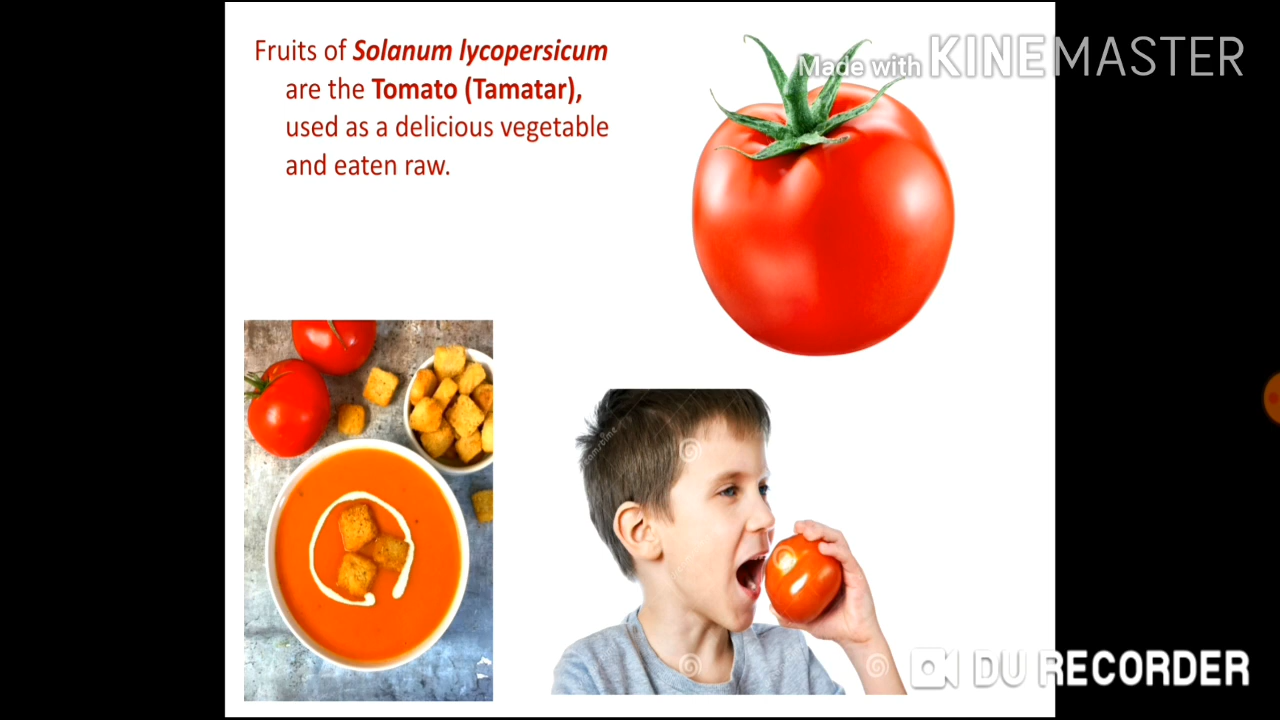 Fruits of Solanum lycopersicum
are the Tomato (Tamatar),
used as a delicious vegetable
and eaten raw.
Made with KINEMASTER
DU RECORDER